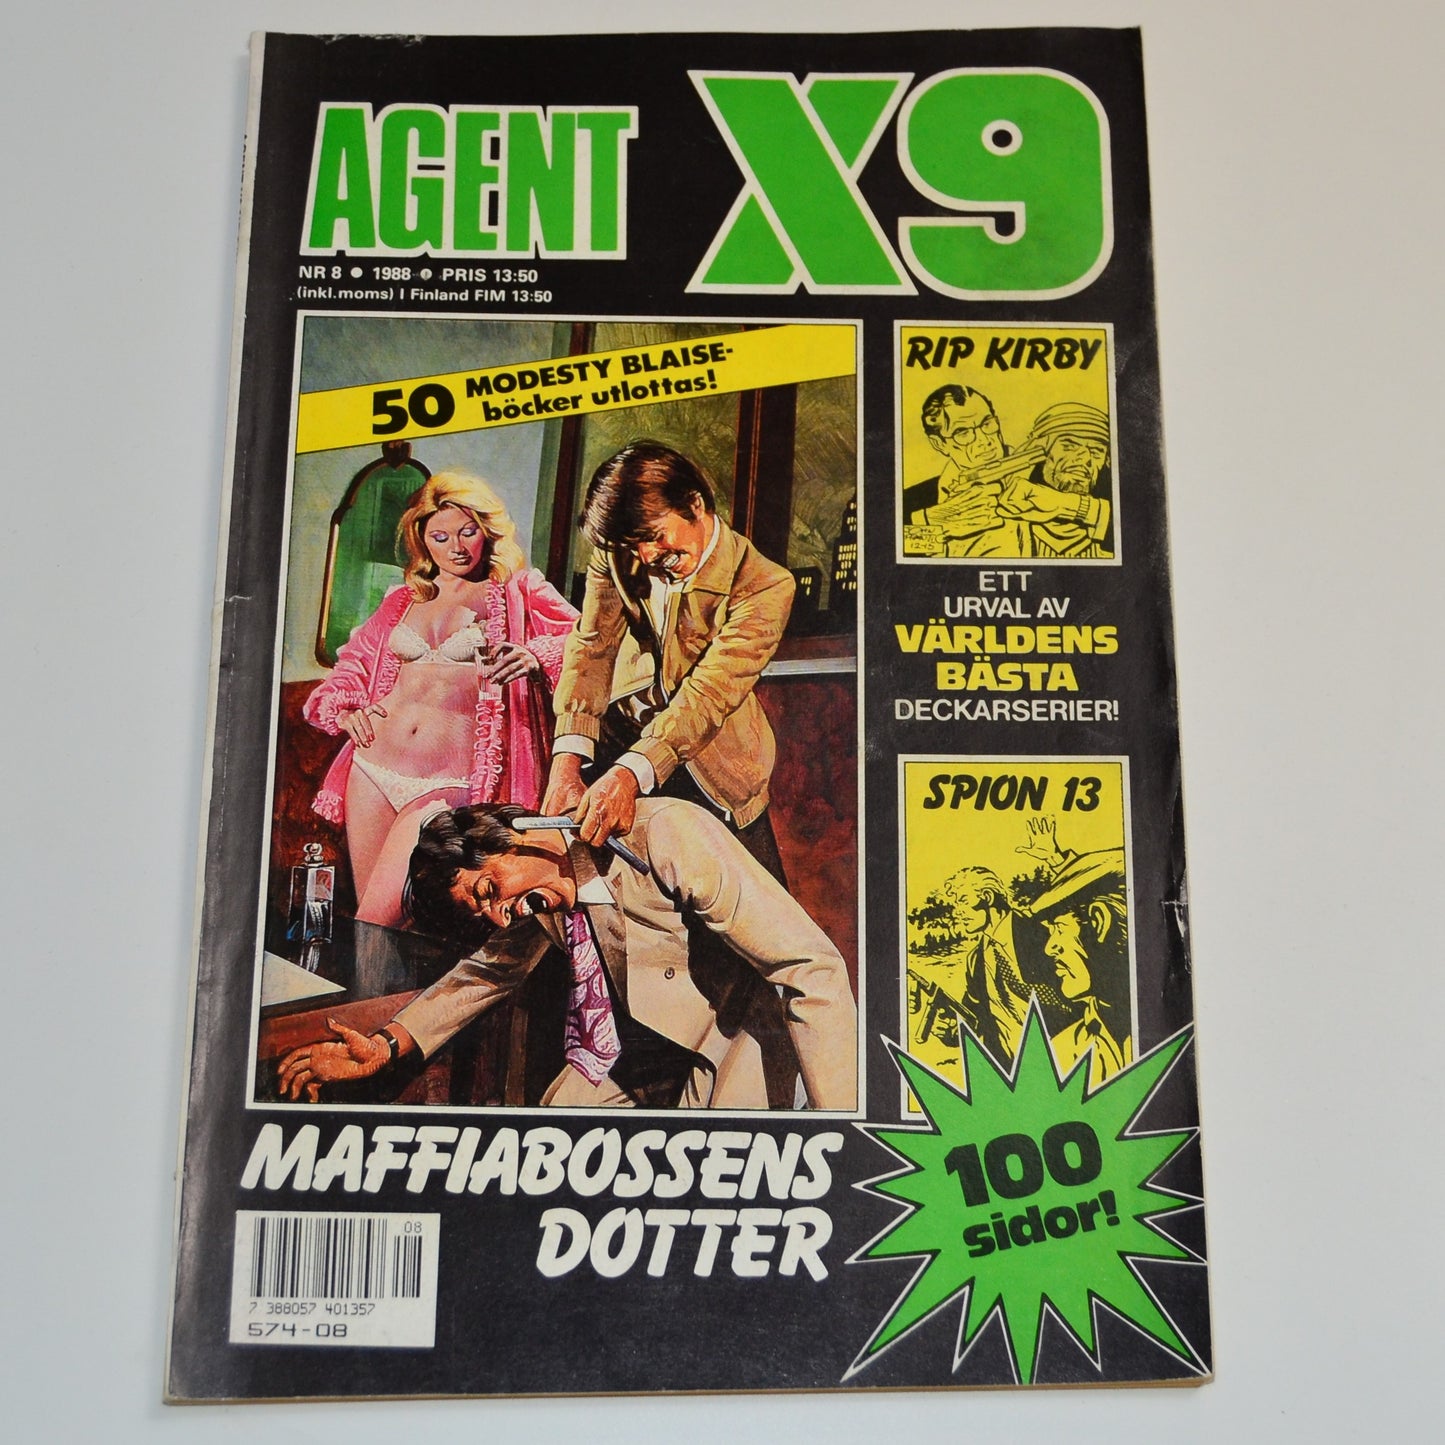 AGENT X9
NR 8 • 1988 • PRIS 13:50
(inkl.moms) I Finland FIM 13:50
50 MODESTY BLAISE-
böcker utlottas!
RIP KIRBY
ETT
URVAL AV
VÄRLDENS
BÄSTA
DECKARSERIER!
SPION 13
MAFFIABOSSENS
DOTTER
100
sidor!
08
7 388057 401357
574-08